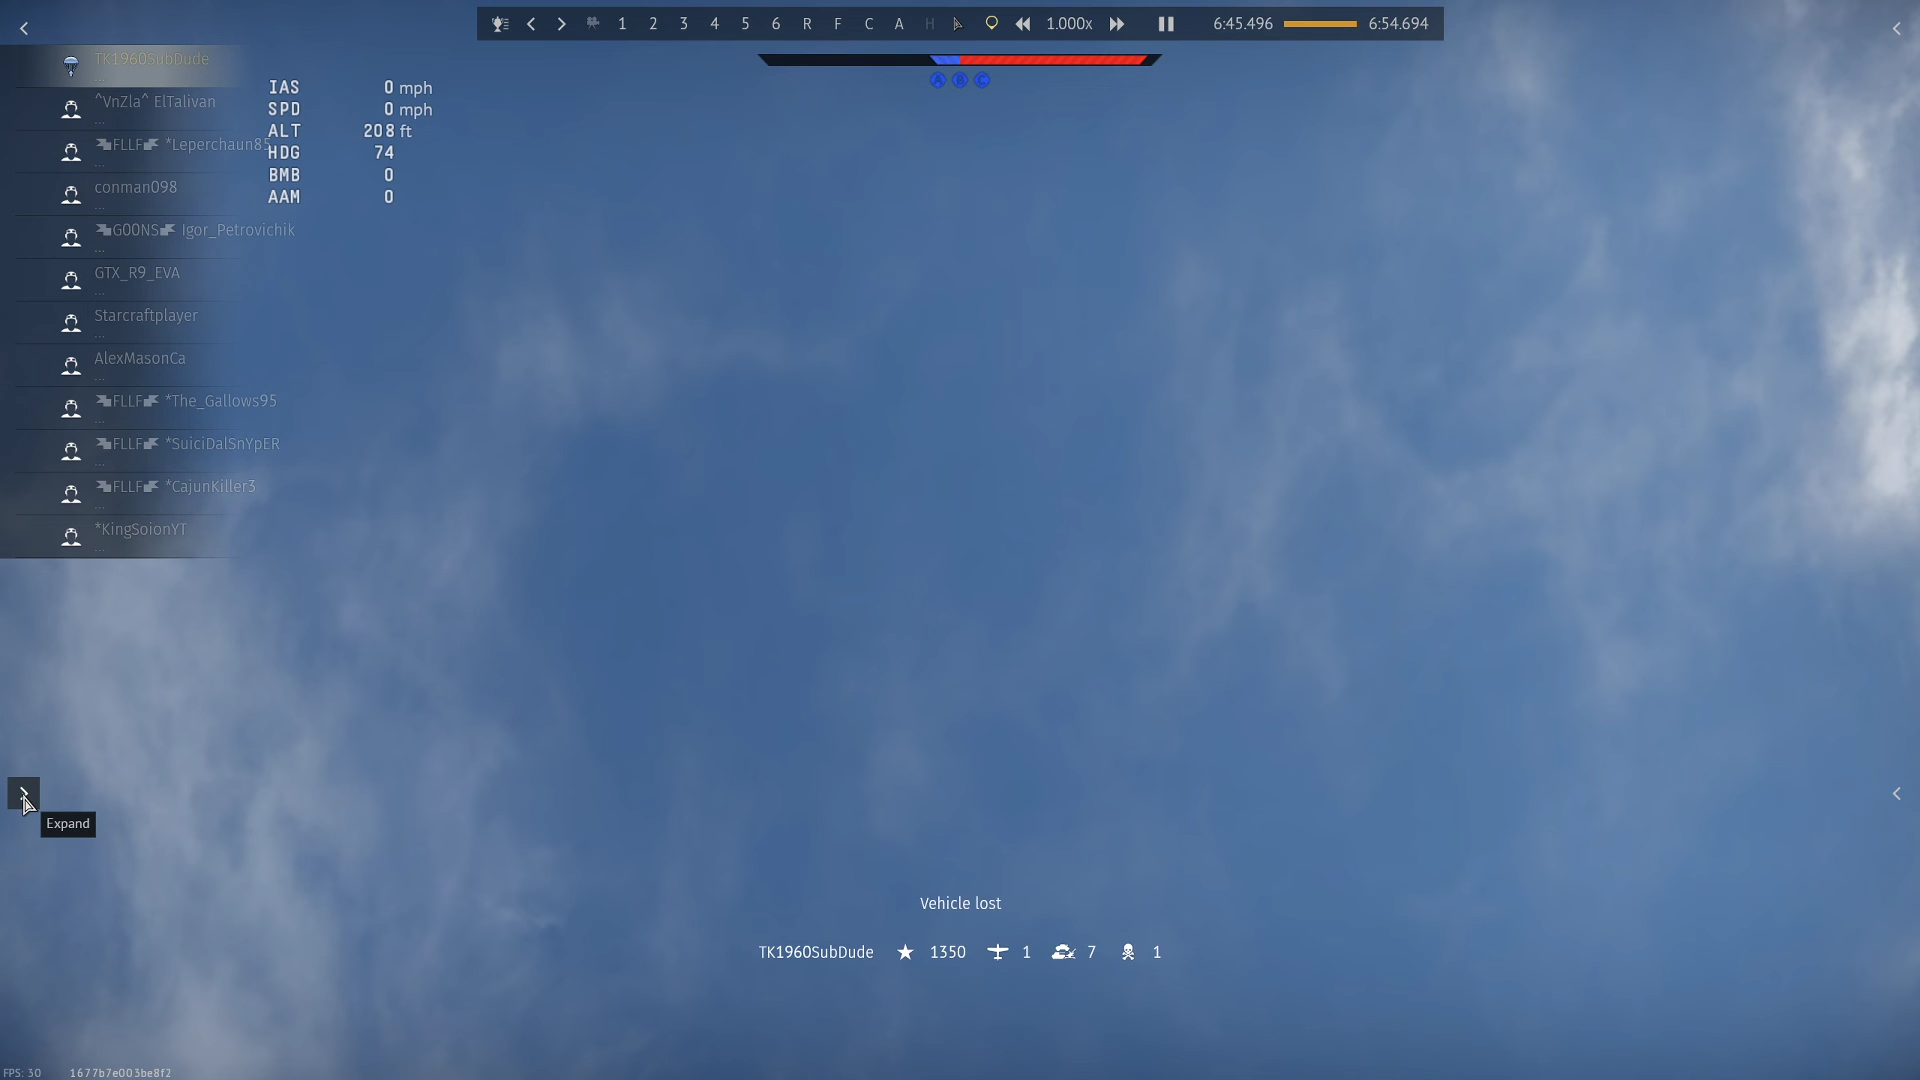 1 2 3 4 5 6 R F C A H 1.000x 6:45.496 6:54.694
A B C
TK1960SubDude
...
^VnZla^ ElTalivan
...
FLLF *Leperchaun85
...
conman098
...
G00NS Igor_Petrovichik
...
GTX_R9_EVA
...
Starcraftplayer
...
AlexMasonCa
...
FLLF *The_Gallows95
...
FLLF *SuiciDalSnYpER
...
FLLF *CajunKiller3
...
*KingSoionYT
...
IAS 0 mph
SPD 0 mph
ALT 208 ft
HDG 74
BMB 0
AAM 0
Expand
Vehicle lost
TK1960SubDude 1350 1 7 1
FPS: 30 1677b7e003be8f2